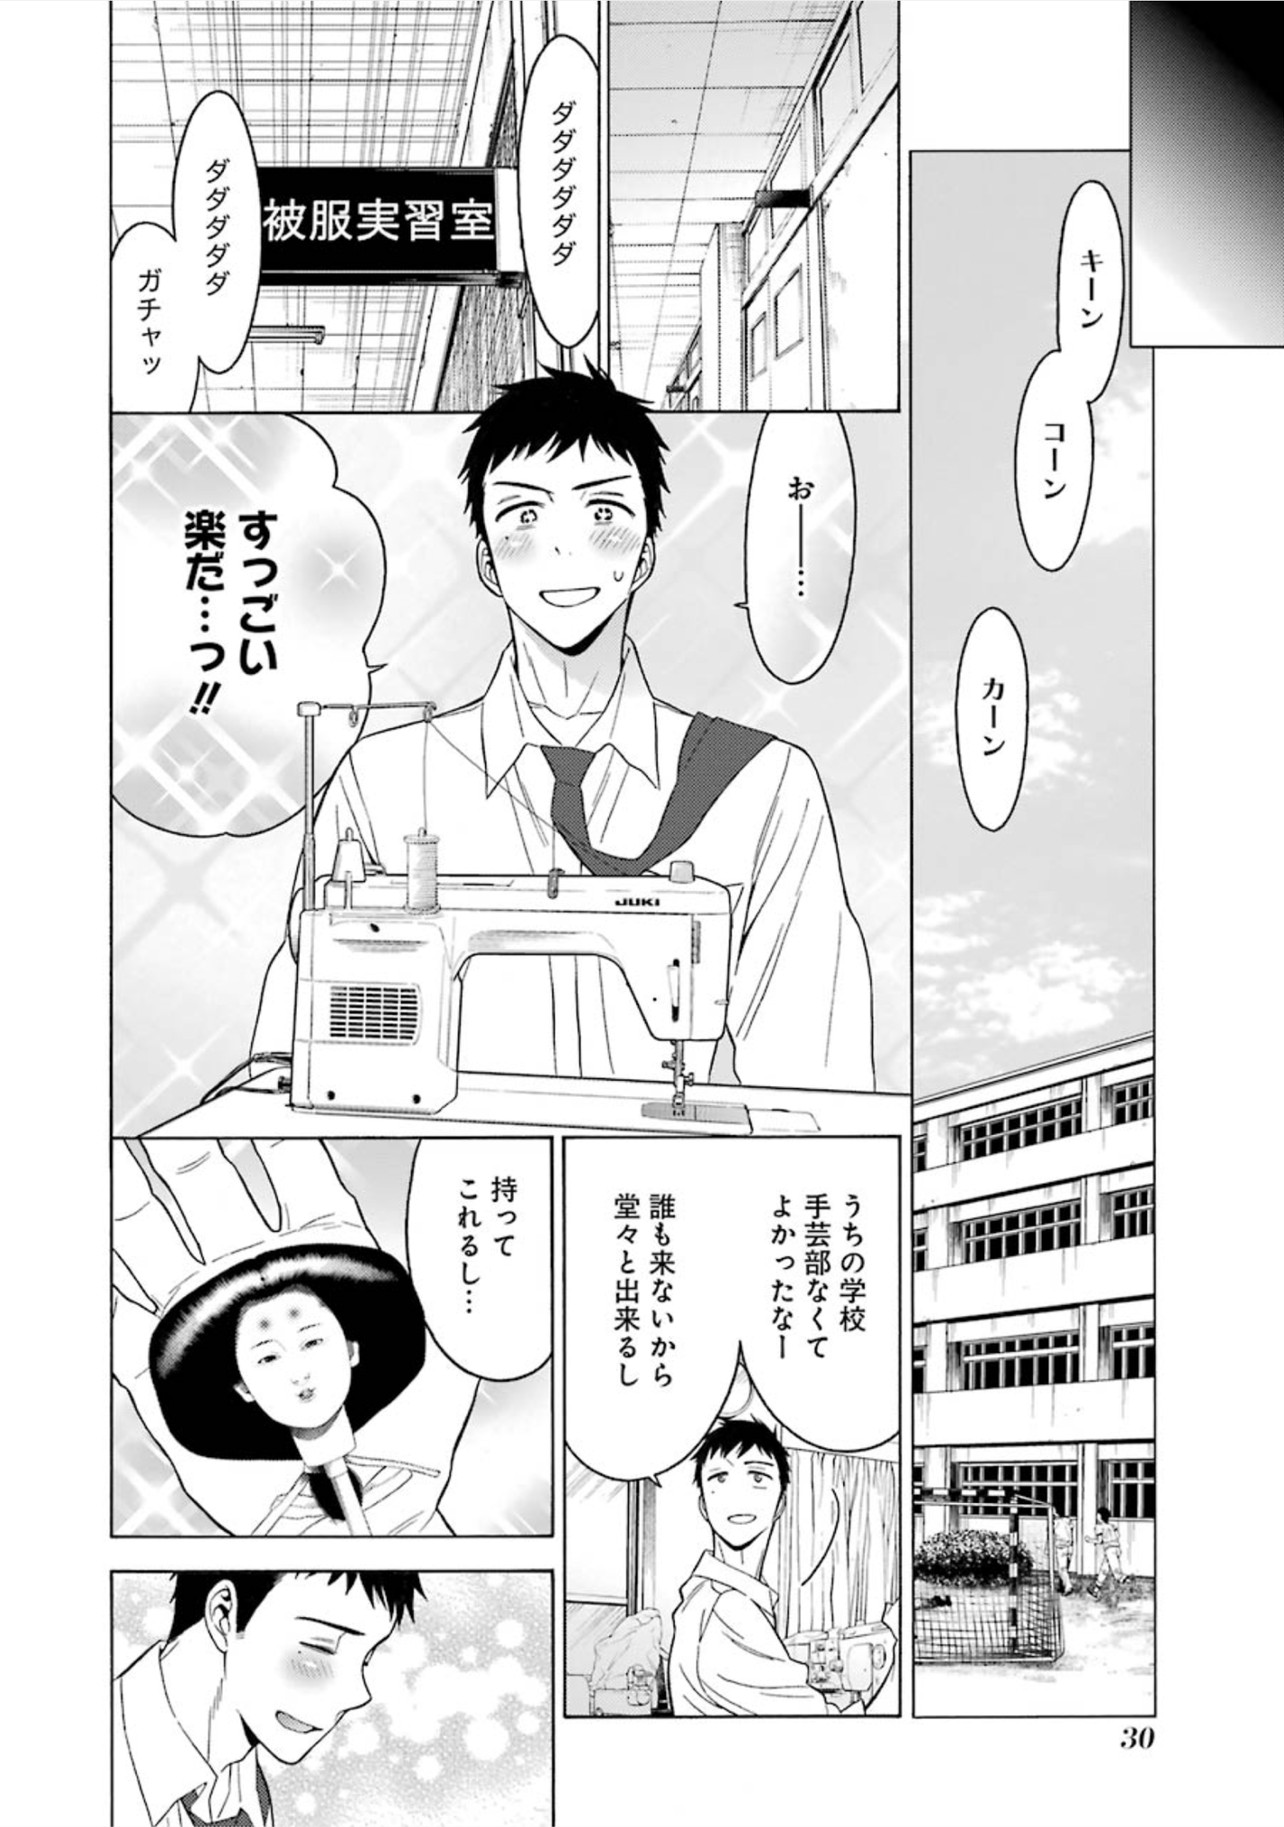 キーン
コーン
カーン
ダダダダダダ
被服実習室
ダダダダダ
ガチャッ
お――…
すっごい
楽だ…っ!!
JUKI
うちの学校
手芸部なくて
よかったなー
誰も来ないから
堂々と出来るし
持って
これるし…
30